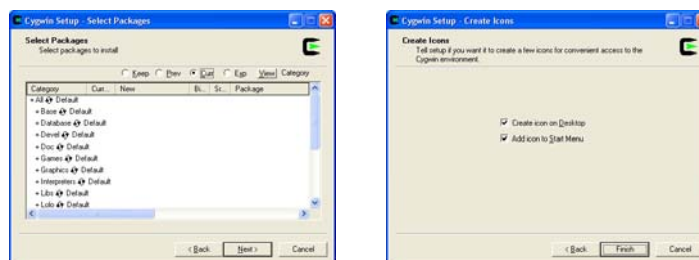 Cygwin Setup - Select Packages
Select Packages
Select packages to install
Keep Prev Curr Exp View Category
Category Curr... New Bi... Sr... Package
All Default
Base Default
Database Default
Devel Default
Doc Default
Games Default
Graphics Default
Interpreters Default
Libs Default
Default
< Back Next > Cancel
Cygwin Setup - Create Icons
Create Icons
Tell setup if you want it to create a few icons for convenient access to the
Cygwin environment.
Create icon on Desktop
Add icon to Start Menu
< Back Finish Cancel